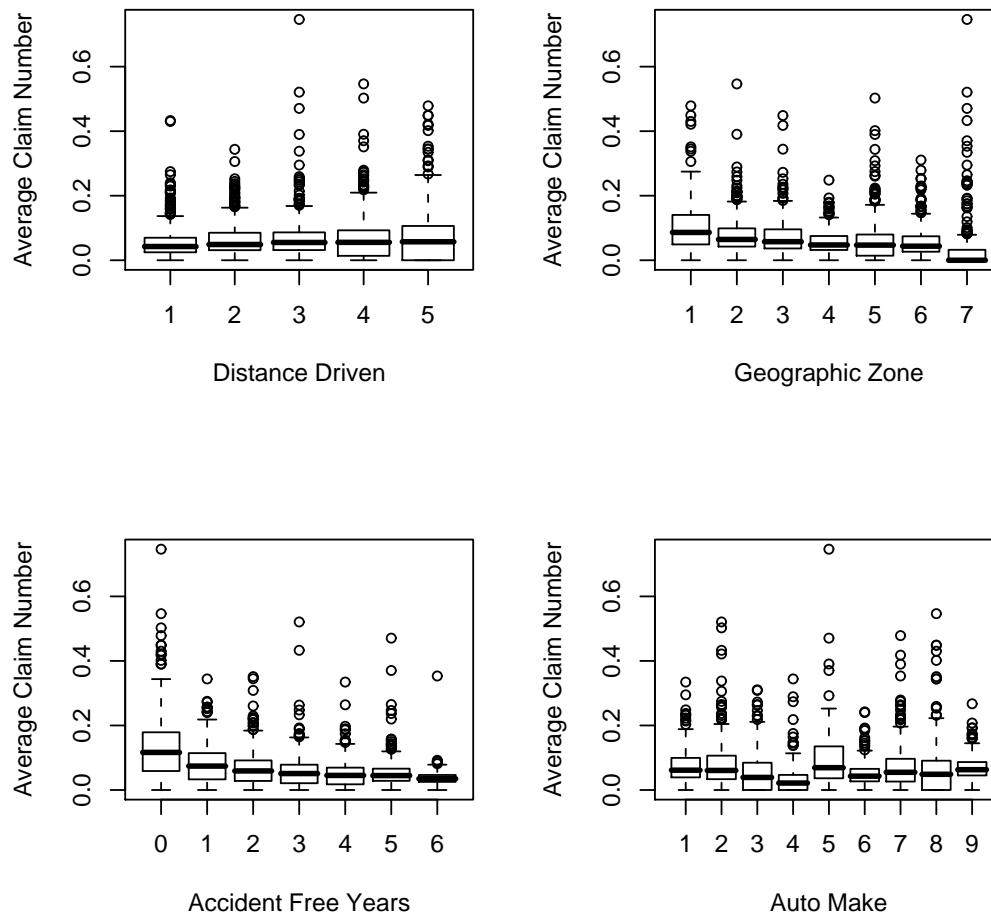 Average Claim Number
0.0 0.2 0.4 0.6
1 2 3 4 5
Distance Driven
Average Claim Number
0.0 0.2 0.4 0.6
1 2 3 4 5 6 7
Geographic Zone
Average Claim Number
0.0 0.2 0.4 0.6
0 1 2 3 4 5 6
Accident Free Years
Average Claim Number
0.0 0.2 0.4 0.6
1 2 3 4 5 6 7 8 9
Auto Make